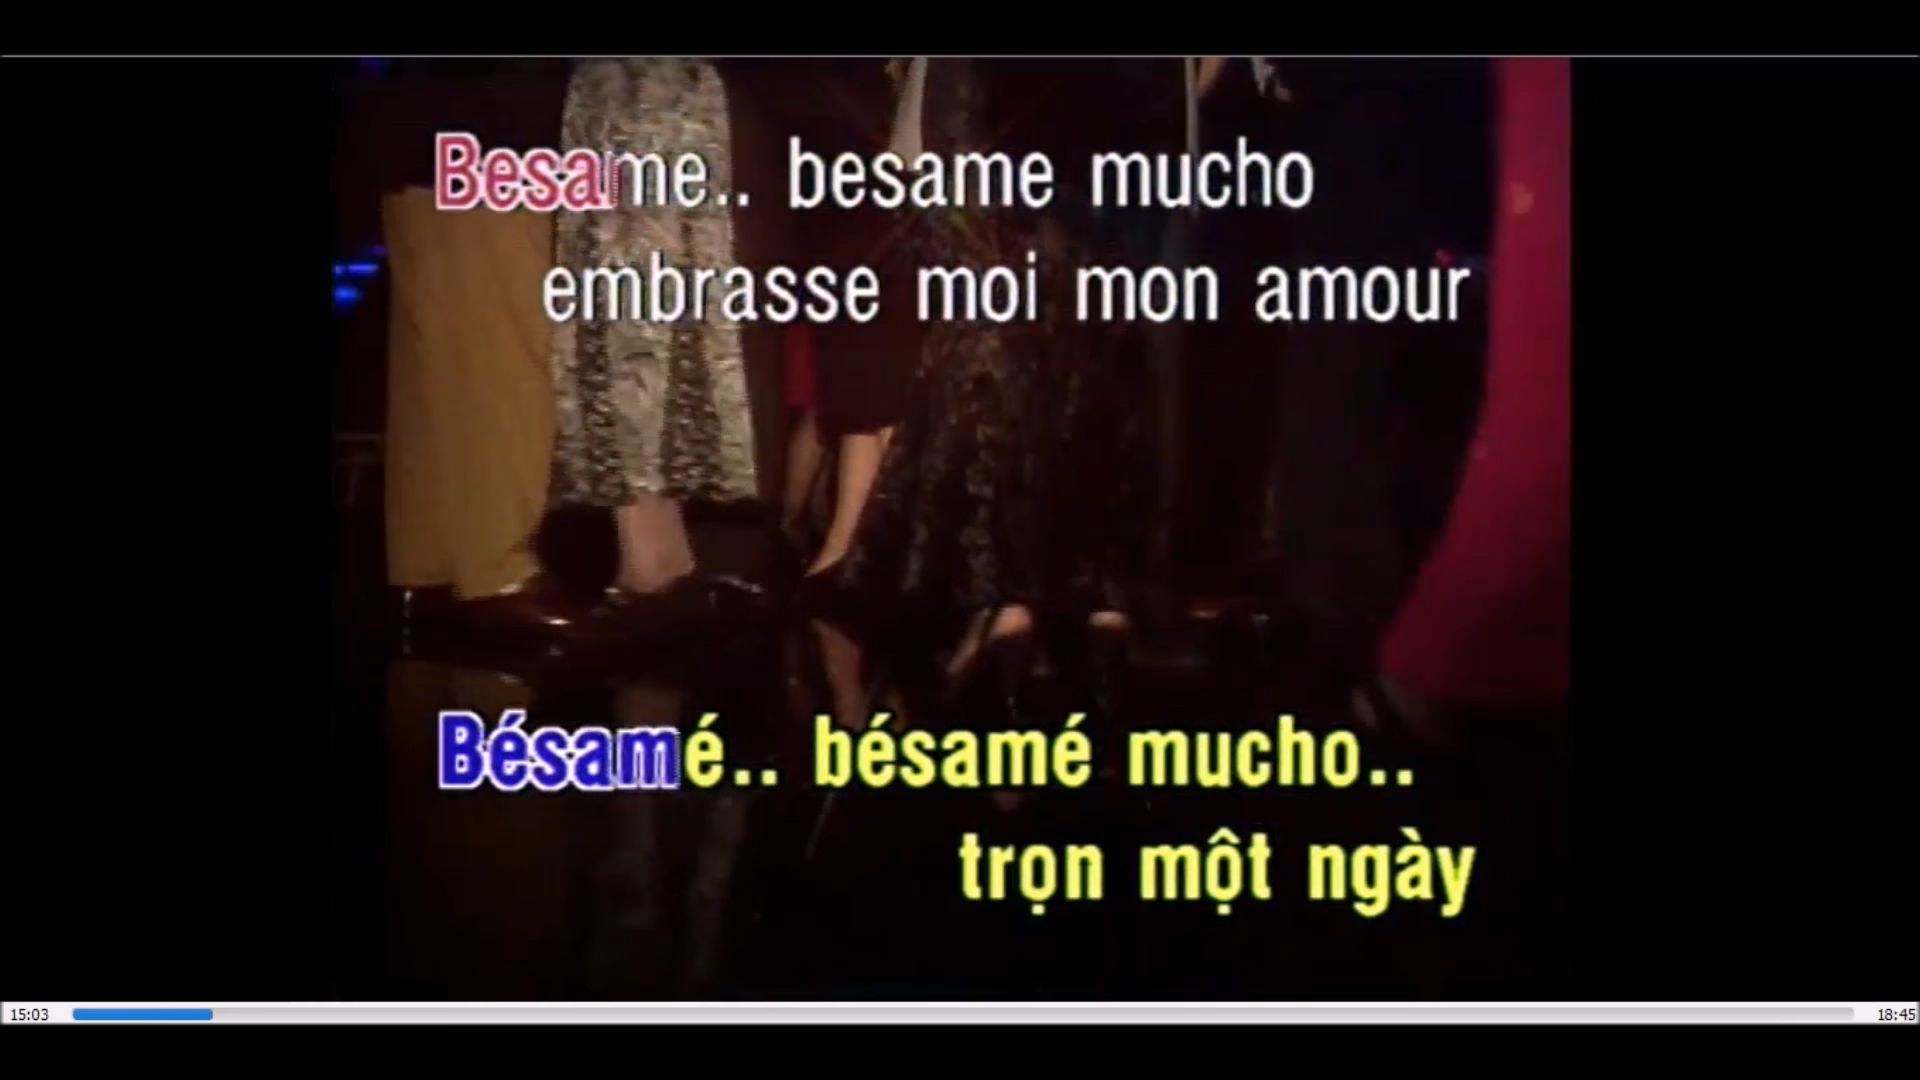 Besame.. besame mucho
embrasse moi mon amour
Bésamé.. bésamé mucho..
trọn một ngày
15:03
18:45